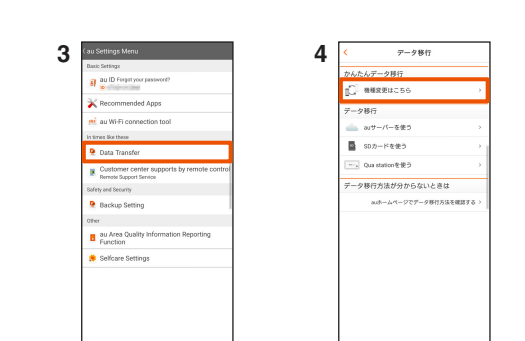 3
‹ au Settings Menu
Basic Settings
au ID Forgot your password?
Recommended Apps
au Wi-Fi connection tool
In times like these
Data Transfer
Customer center supports by remote control
Remote Support Service
Safety and Security
Backup Setting
Other
au Area Quality Information Reporting
Function
Selfcare Settings
4
データ移行
かんたんデータ移行
機種変更はこちら
データ移行
auサーバーを使う
SDカードを使う
Qua stationを使う
データ移行方法が分からないときは
auホームページでデータ移行方法を確認する